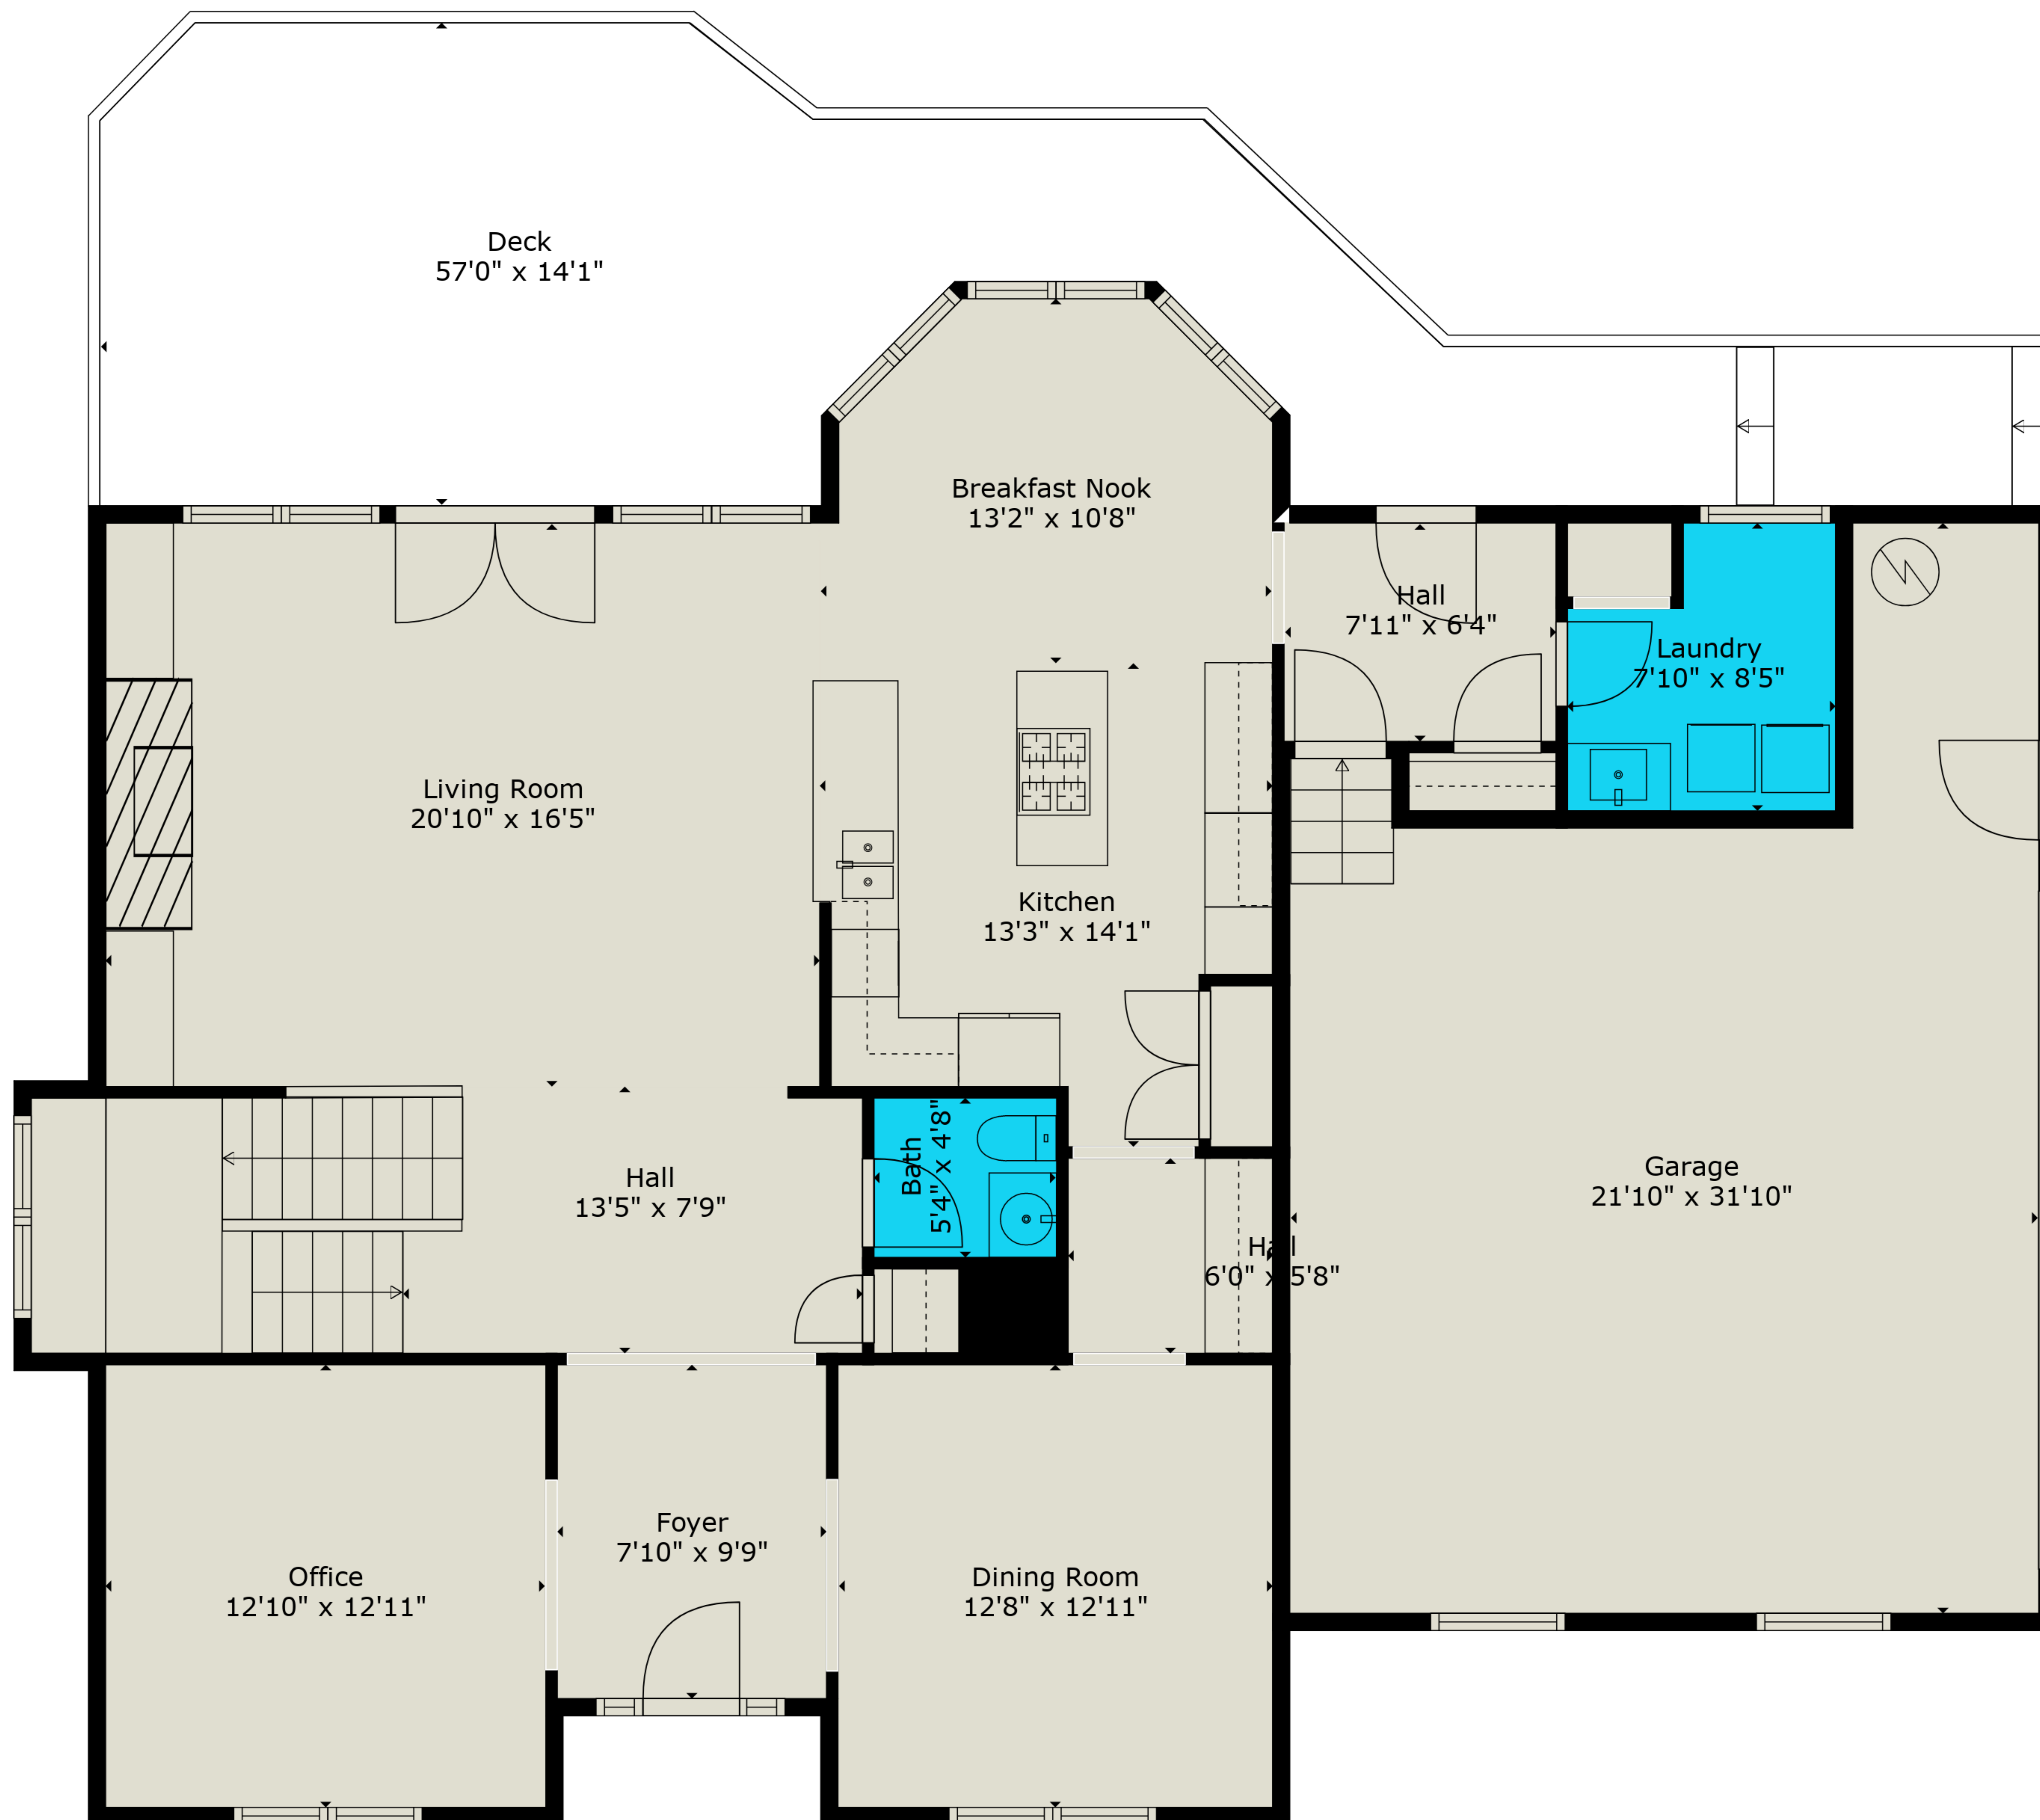 Deck
57'0" x 14'1"
Breakfast Nook
13'2" x 10'8"
Hall
7'11" x 6'4"
Laundry
7'10" x 8'5"
Living Room
20'10" x 16'5"
Kitchen
13'3" x 14'1"
Bath
5'4" x 4'8"
Hall
13'5" x 7'9"
Hall
6'0" x 5'8"
Garage
21'10" x 31'10"
Foyer
7'10" x 9'9"
Office
12'10" x 12'11"
Dining Room
12'8" x 12'11"